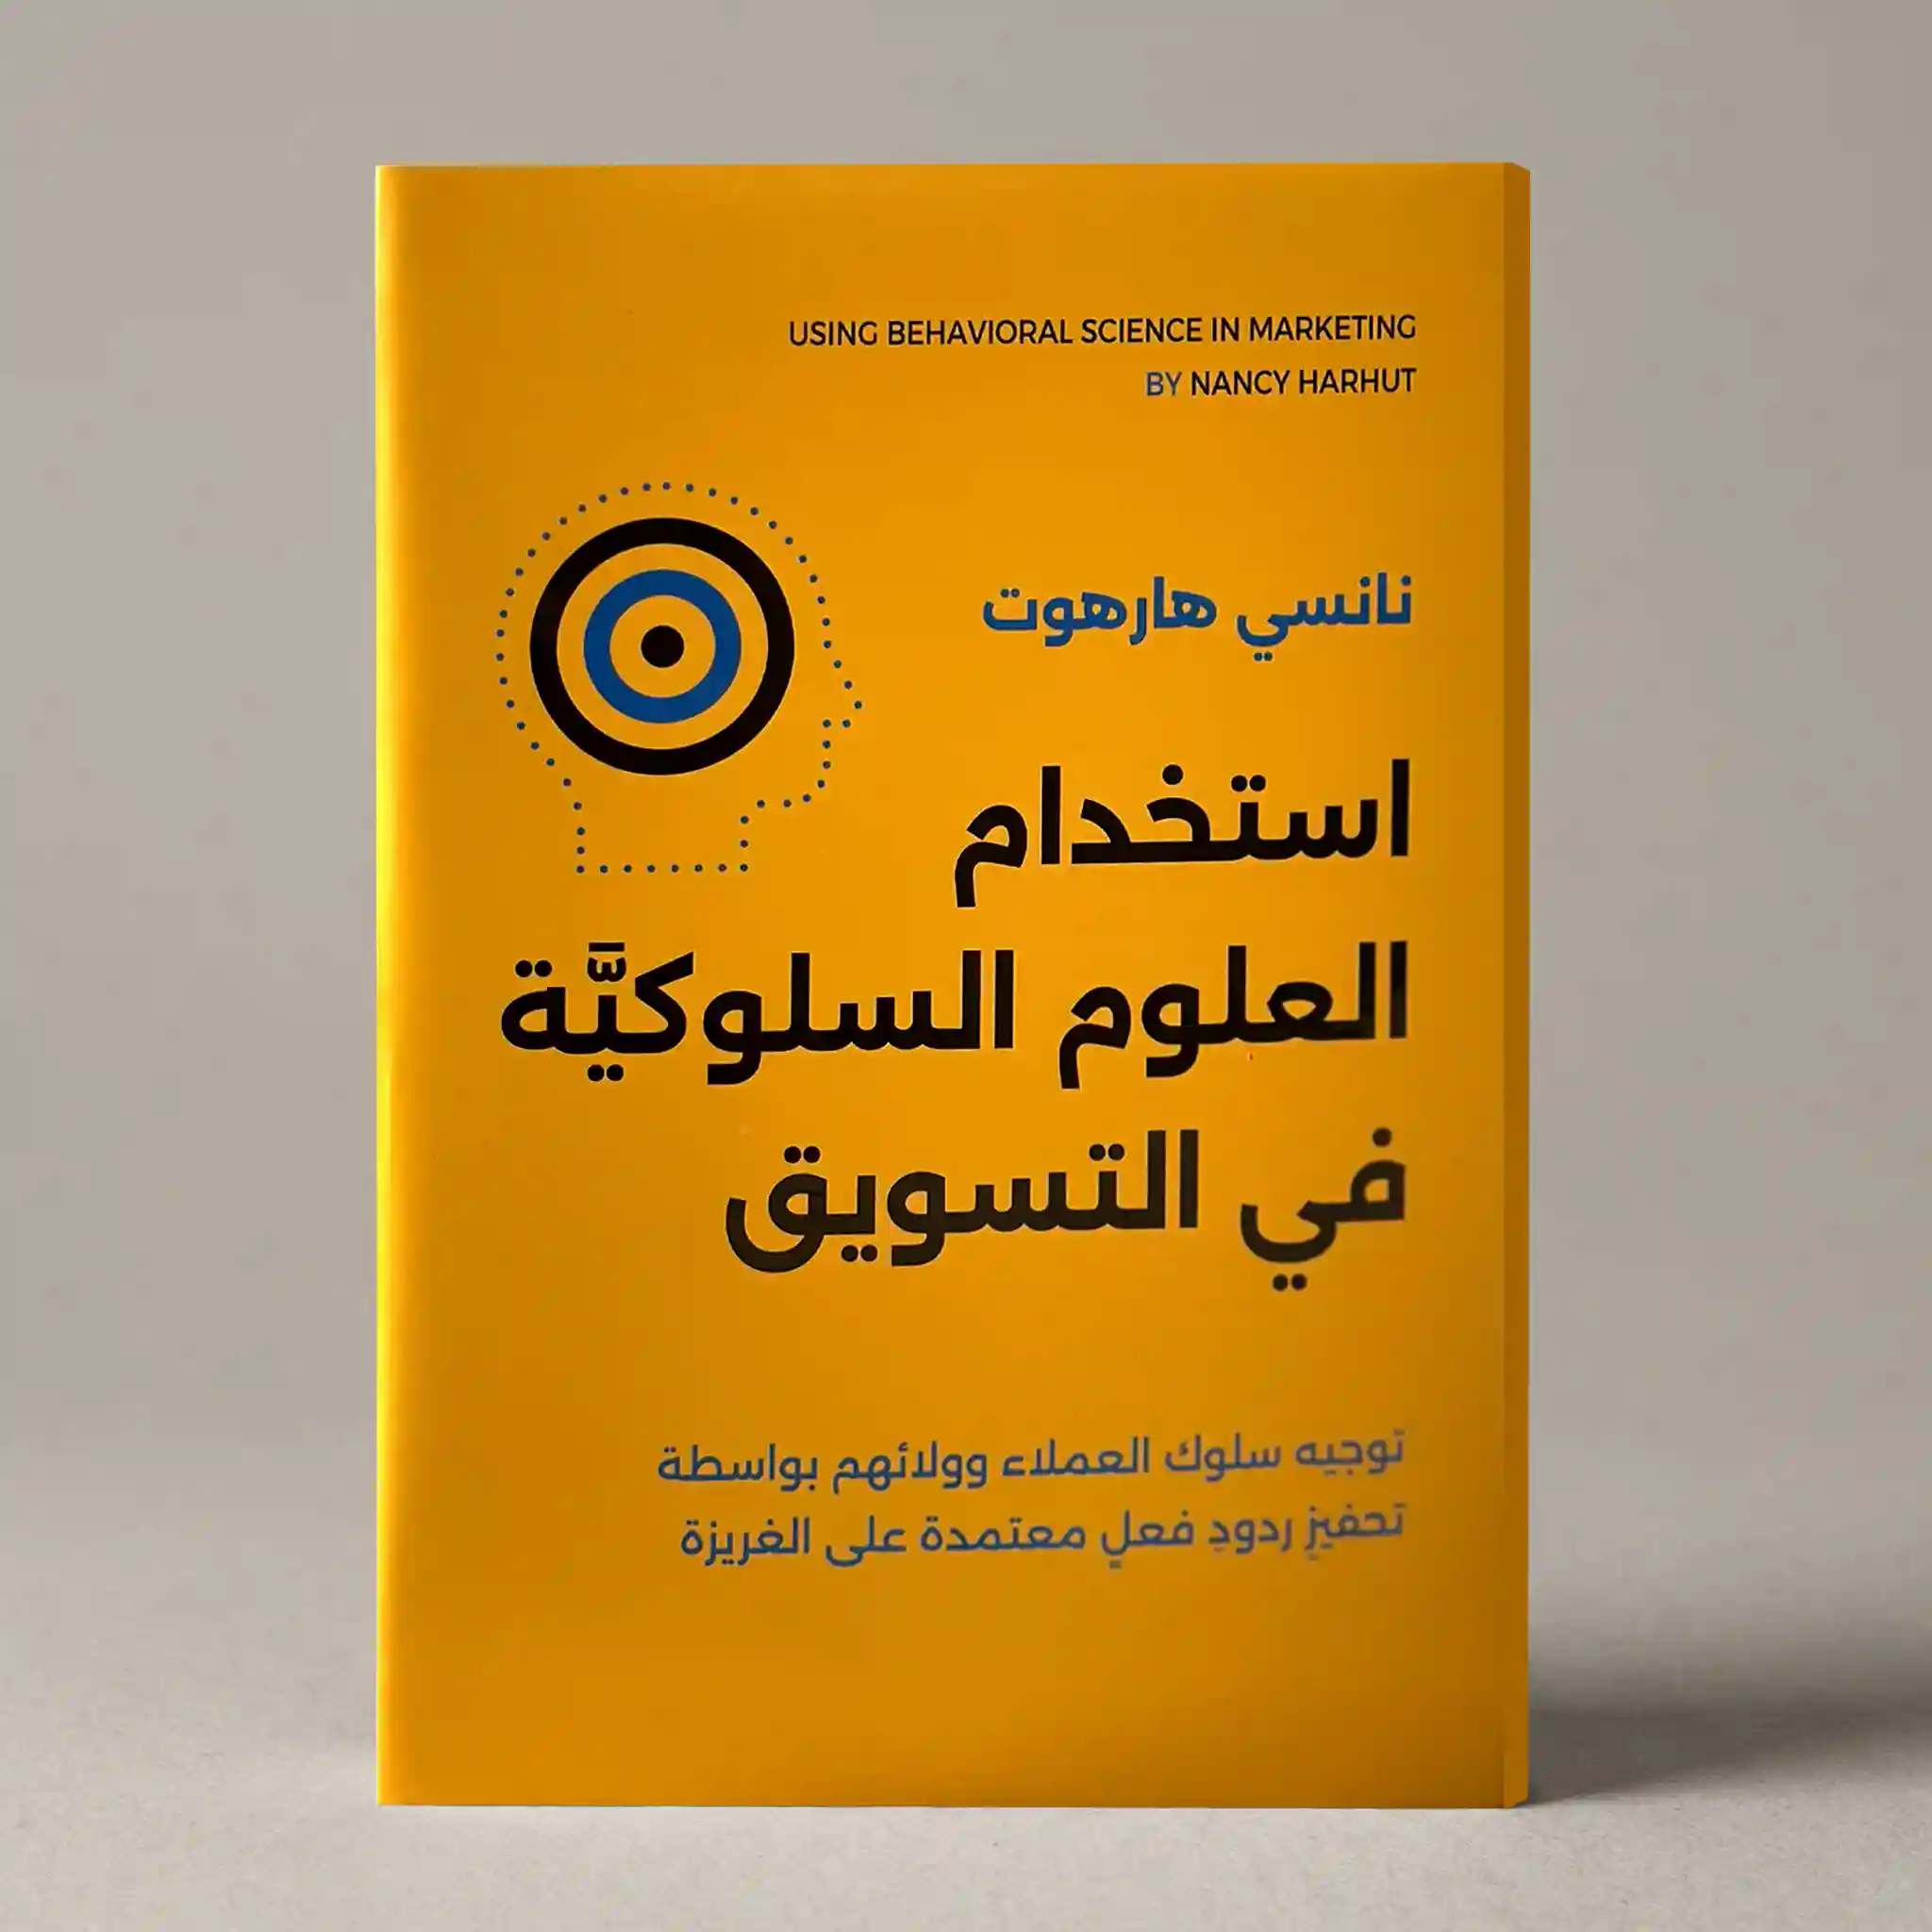 USING BEHAVIORAL SCIENCE IN MARKETING
BY NANCY HARHUT
نانسي هارهوت
استخدام
العلوم السلوكيَّة
في التسويق
توجيه سلوك العملاء وولائهم بواسطة
تحفيزِ ردودِ فعلٍ معتمدة على الغريزة